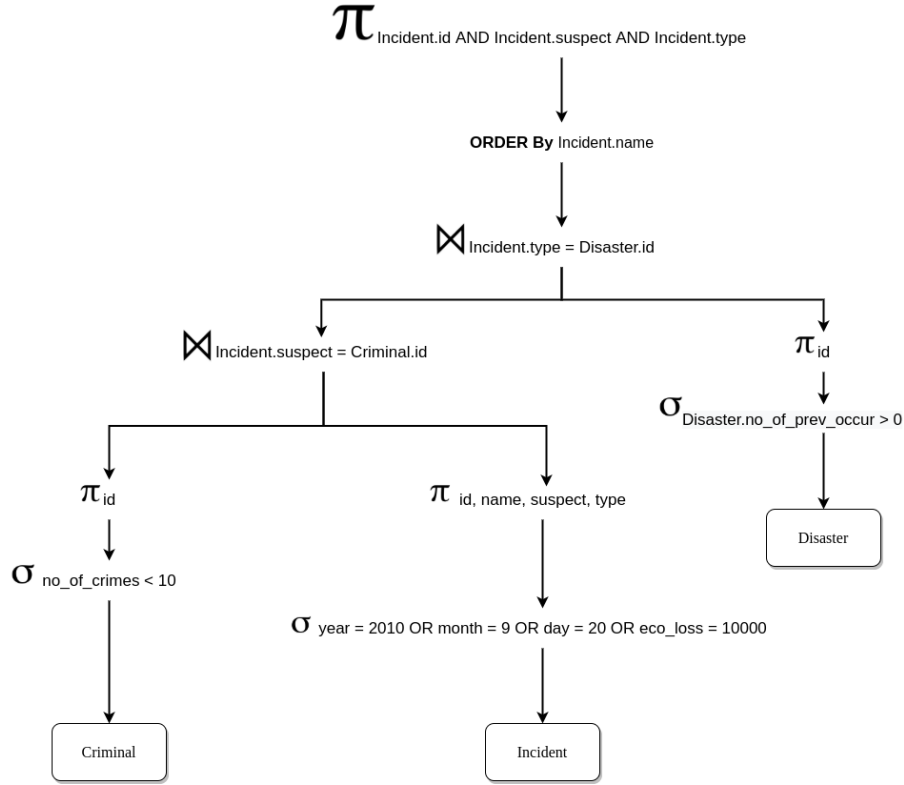 π Incident.id AND Incident.suspect AND Incident.type
ORDER By Incident.name
⋈ Incident.type = Disaster.id
⋈ Incident.suspect = Criminal.id
π id
σ Disaster.no_of_prev_occur > 0
π id
π id, name, suspect, type
Disaster
σ no_of_crimes < 10
σ year = 2010 OR month = 9 OR day = 20 OR eco_loss = 10000
Criminal
Incident